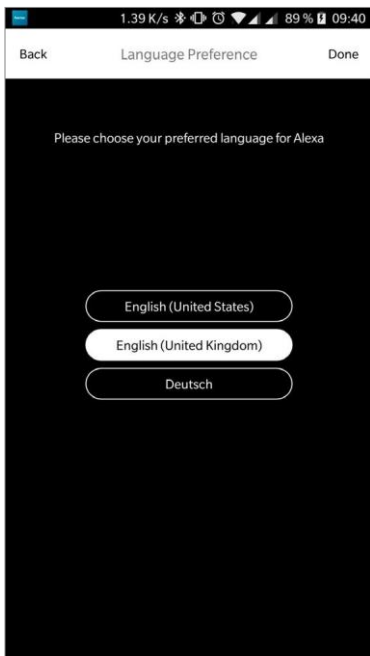 1.39 K/s 89 % 09:40
Back Language Preference Done
Please choose your preferred language for Alexa
English (United States)
English (United Kingdom)
Deutsch